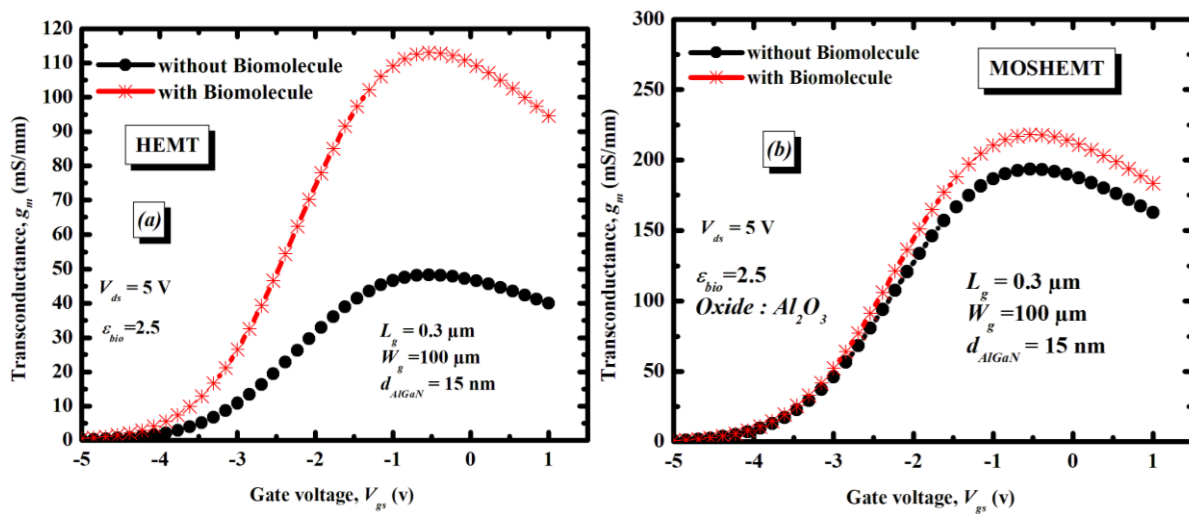 120
110
100
90
80
70
60
50
40
30
20
10
0
Transconductance, gm (mS/mm)
without Biomolecule
with Biomolecule
HEMT
(a)
Vds = 5 V
εbio=2.5
Lg = 0.3 µm
Wg =100 µm
dAlGaN = 15 nm
-5 -4 -3 -2 -1 0 1
Gate voltage, Vgs (v)
300
250
200
150
100
50
0
Transconductance, gm (mS/mm)
without Biomolecule
with Biomolecule
MOSHEMT
(b)
Vds = 5 V
εbio=2.5
Oxide : Al2O3
Lg = 0.3 µm
Wg =100 µm
dAlGaN = 15 nm
-5 -4 -3 -2 -1 0 1
Gate voltage, Vgs (v)